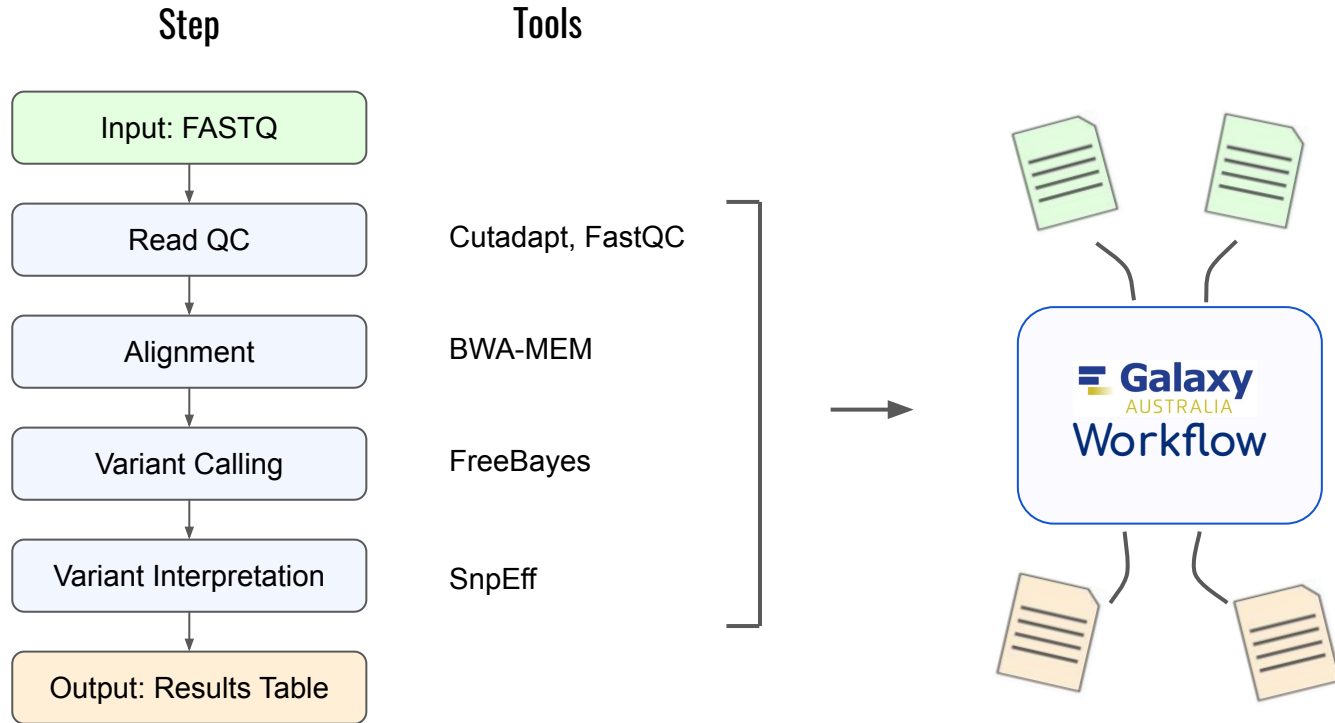 Step
Tools
Input: FASTQ
Read QC
Cutadapt, FastQC
Alignment
BWA-MEM
Variant Calling
FreeBayes
Variant Interpretation
SnpEff
Output: Results Table
Galaxy
AUSTRALIA
Workflow